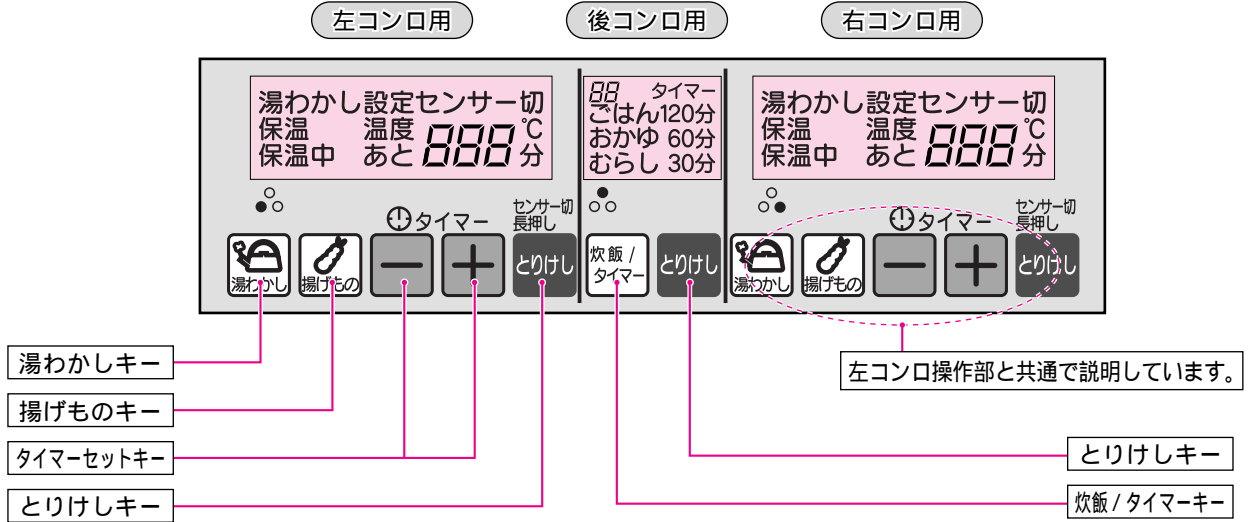 左コンロ用
後コンロ用
右コンロ用
湯わかし設定センサー切
保温 温度 888 ℃
保温中 あと 分
88 タイマー
ごはん120分
おかゆ 60分
むらし 30分
湯わかし設定センサー切
保温 温度 888 ℃
保温中 あと 分
タイマー
センサー切
長押し
湯わかし
揚げもの
−
+
とりけし
炊飯 /
タイマー
とりけし
タイマー
センサー切
長押し
湯わかし
揚げもの
−
+
とりけし
湯わかしキー
揚げものキー
タイマーセットキー
とりけしキー
左コンロ操作部と共通で説明しています。
とりけしキー
炊飯 / タイマーキー